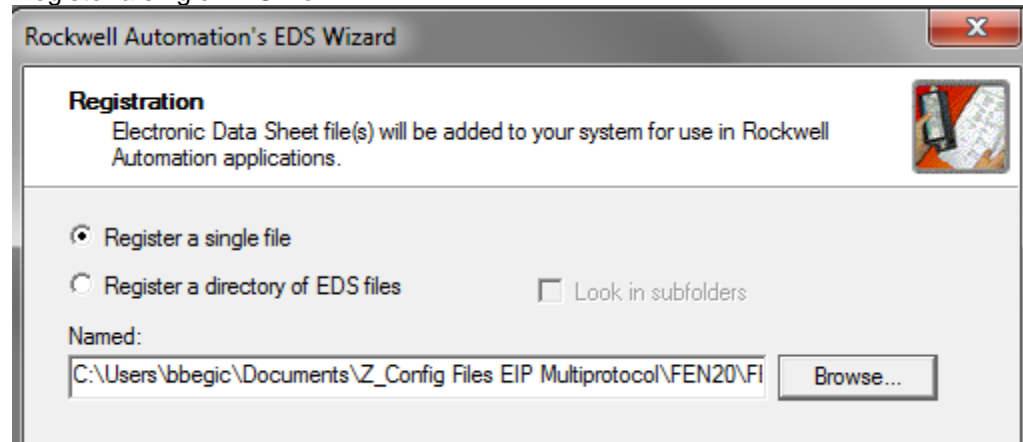 Rockwell Automation's EDS Wizard
Registration
Electronic Data Sheet file(s) will be added to your system for use in Rockwell
Automation applications.
Register a single file
Register a directory of EDS files
Look in subfolders
Named:
C:\Users\bbegic\Documents\Z_Config Files EIP Multiprotocol\FEN20\
Browse...